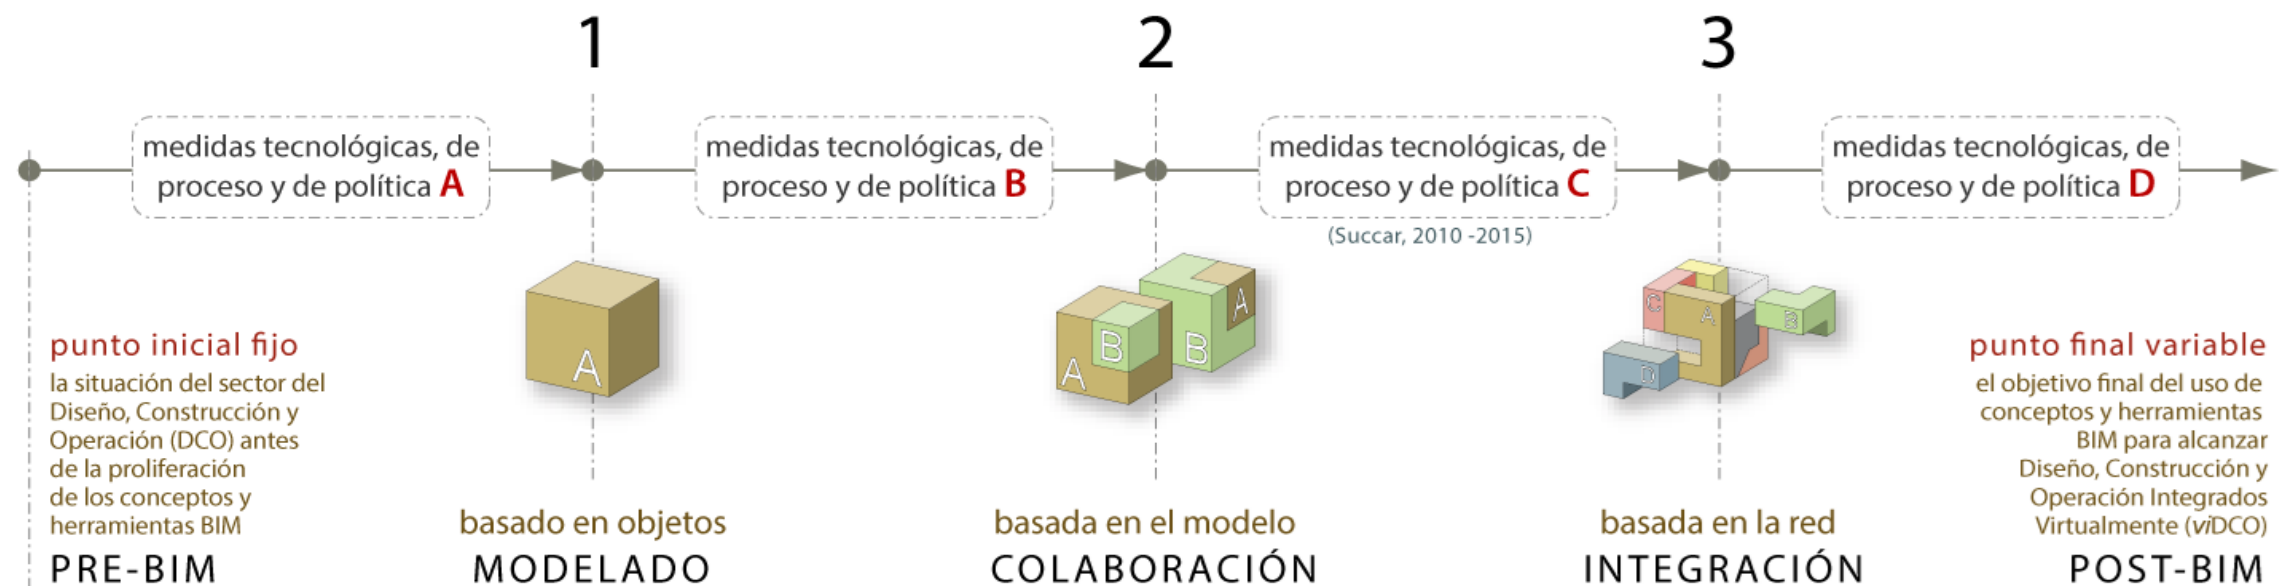 1
2
3
medidas tecnológicas, de
proceso y de política A
medidas tecnológicas, de
proceso y de política B
medidas tecnológicas, de
proceso y de política C
medidas tecnológicas, de
proceso y de política D
(Succar, 2010 -2015)
A
A
B
B
A
C
A
B
D
punto inicial fijo
la situación del sector del
Diseño, Construcción y
Operación (DCO) antes
de la proliferación
de los conceptos y
herramientas BIM
PRE-BIM
basado en objetos
MODELADO
basada en el modelo
COLABORACIÓN
basada en la red
INTEGRACIÓN
punto final variable
el objetivo final del uso de
conceptos y herramientas
BIM para alcanzar
Diseño, Construcción y
Operación Integrados
Virtualmente (viDCO)
POST-BIM